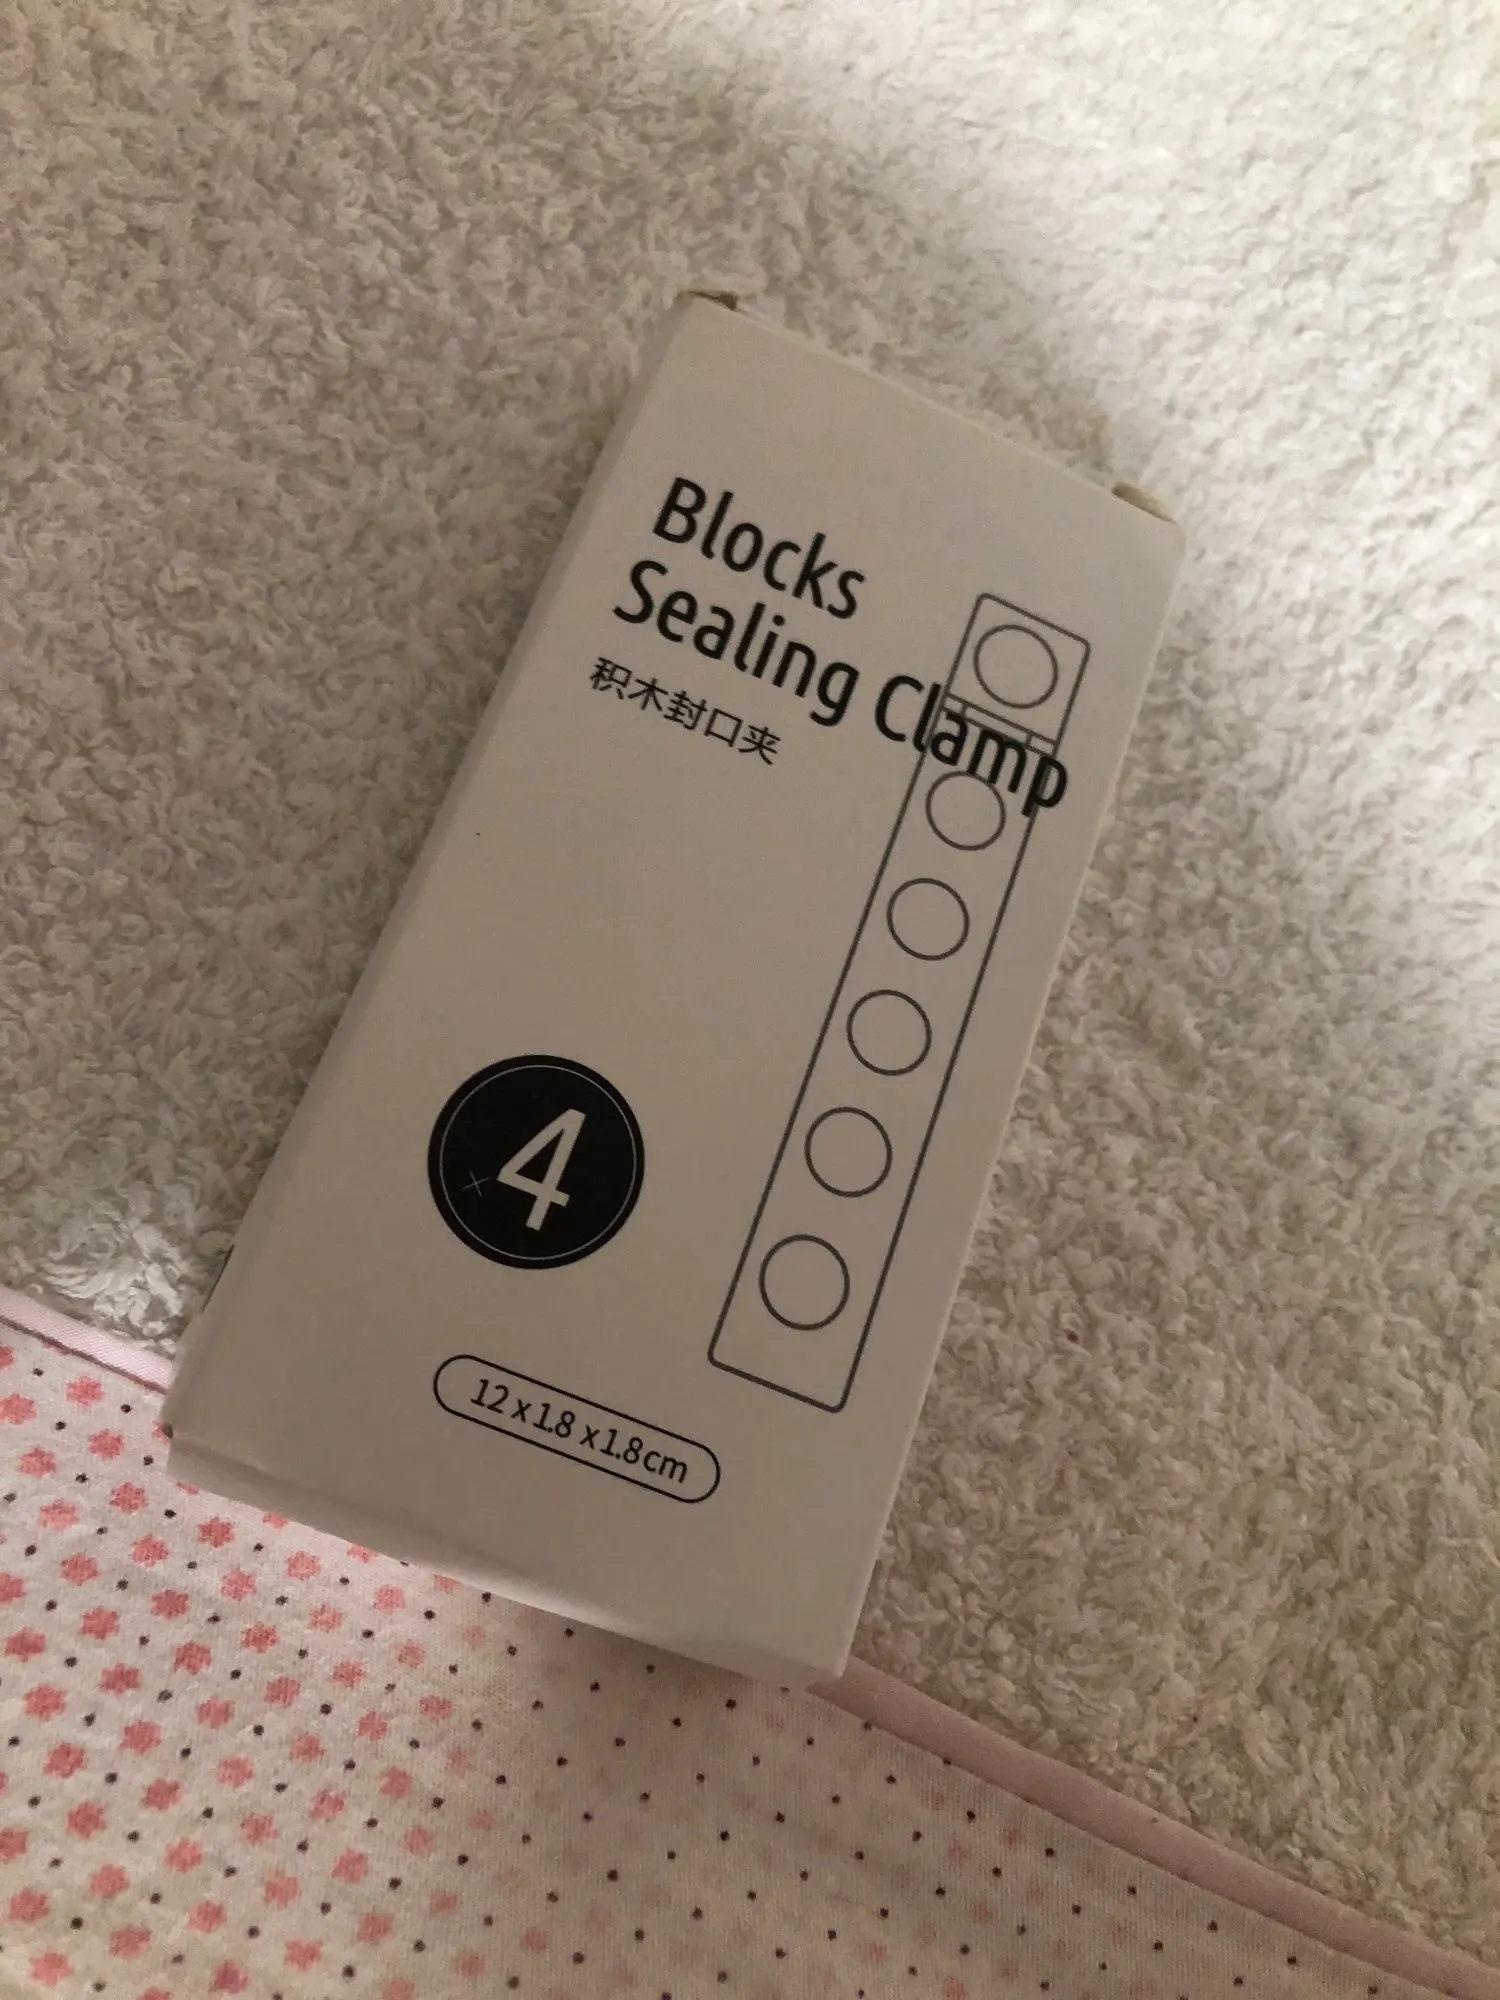 Blocks
Sealing Clamp
积木封口夹
×4
12 x 1.8 x 1.8cm